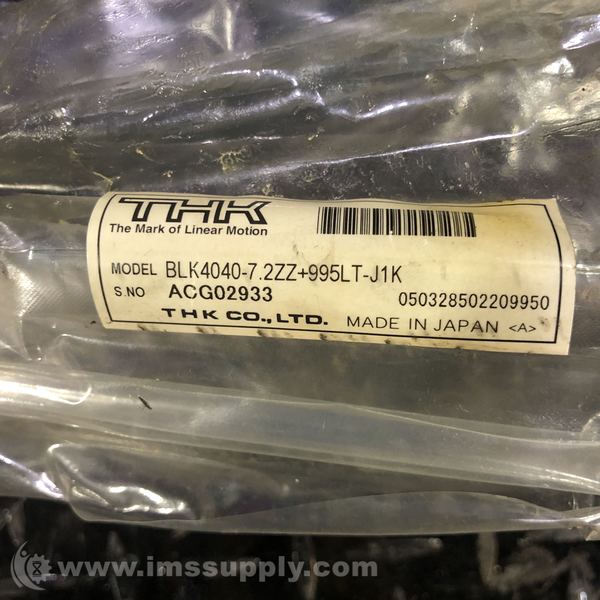 THK
The Mark of Linear Motion
MODEL BLK4040-7.2ZZ+995LT-J1K
S.NO ACG02933 050328502209950
THK CO.,LTD. MADE IN JAPAN <A>
www.imssupply.com